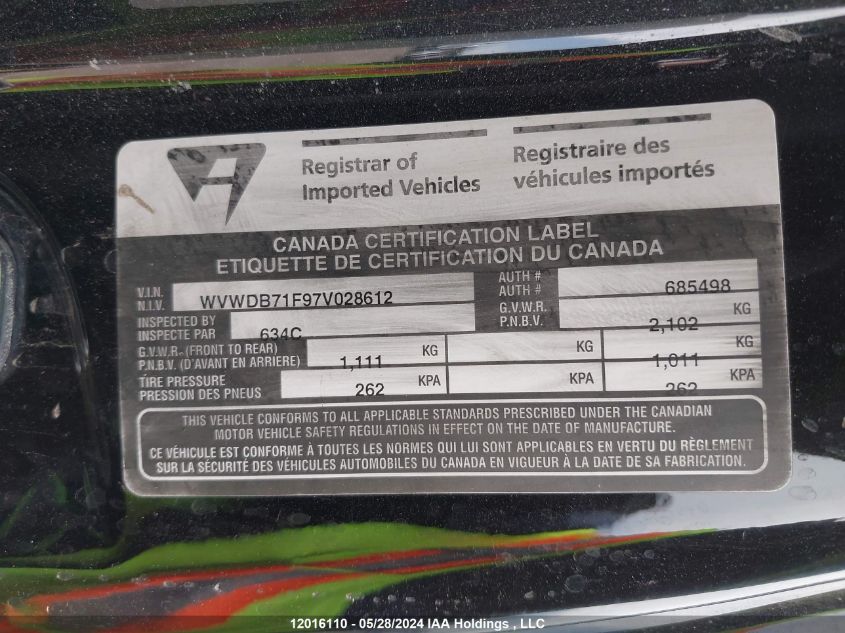 Registrar of
Imported Vehicles
Registraire des
véhicules importés
CANADA CERTIFICATION LABEL
ETIQUETTE DE CERTIFICATION DU CANADA
V.I.N.
N.I.V. WVWDB71F97V028612
AUTH #
AUTH # 685498
INSPECTED BY
INSPECTE PAR 634C
G.V.W.R.
P.N.B.V. 2,102 KG
G.V.W.R. (FRONT TO REAR)
P.N.B.V. (D'AVANT EN ARRIERE) 1,111 KG KG 1,011 KG
TIRE PRESSURE
PRESSION DES PNEUS 262 KPA KPA 262 KPA
THIS VEHICLE CONFORMS TO ALL APPLICABLE STANDARDS PRESCRIBED UNDER THE CANADIAN
MOTOR VEHICLE SAFETY REGULATIONS IN EFFECT ON THE DATE OF MANUFACTURE.
CE VÉHICULE EST CONFORME À TOUTES LES NORMES QUI LUI SONT APPLICABLES EN VERTU DU RÈGLEMENT
SUR LA SÉCURITÉ DES VÉHICULES AUTOMOBILES DU CANADA EN VIGUEUR À LA DATE DE SA FABRICATION.
12016110 - 05/28/2024 IAA Holdings , LLC